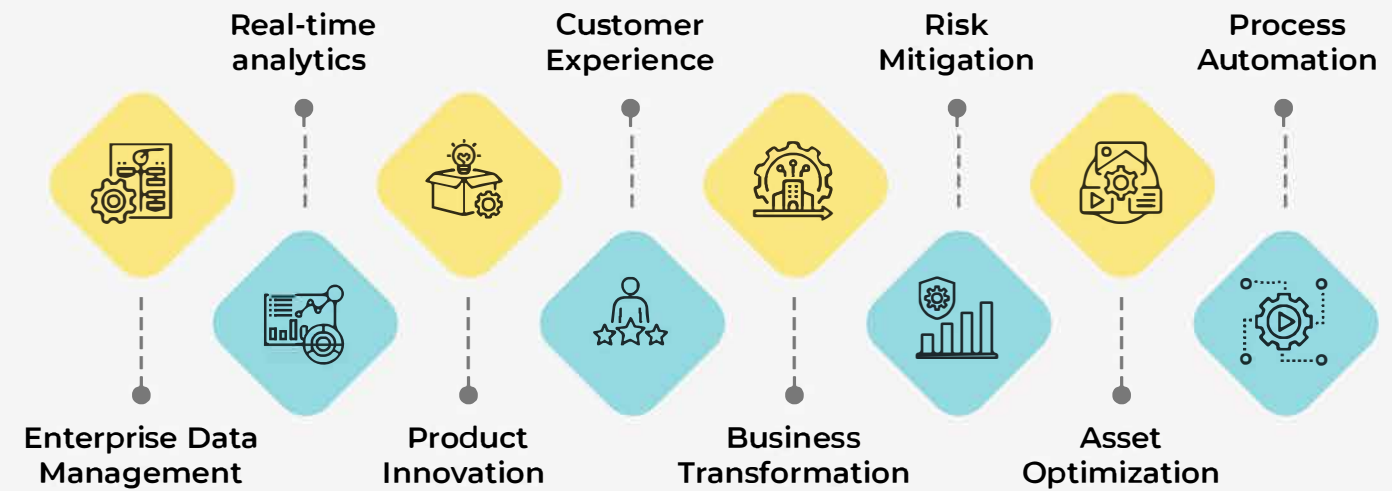 Real-time
analytics
Customer
Experience
Risk
Mitigation
Process
Automation
Enterprise Data
Management
Product
Innovation
Business
Transformation
Asset
Optimization